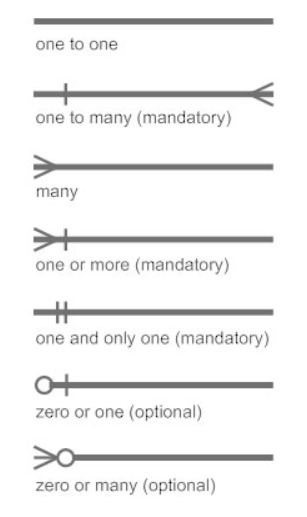 one to one
one to many (mandatory)
many
one or more (mandatory)
one and only one (mandatory)
zero or one (optional)
zero or many (optional)